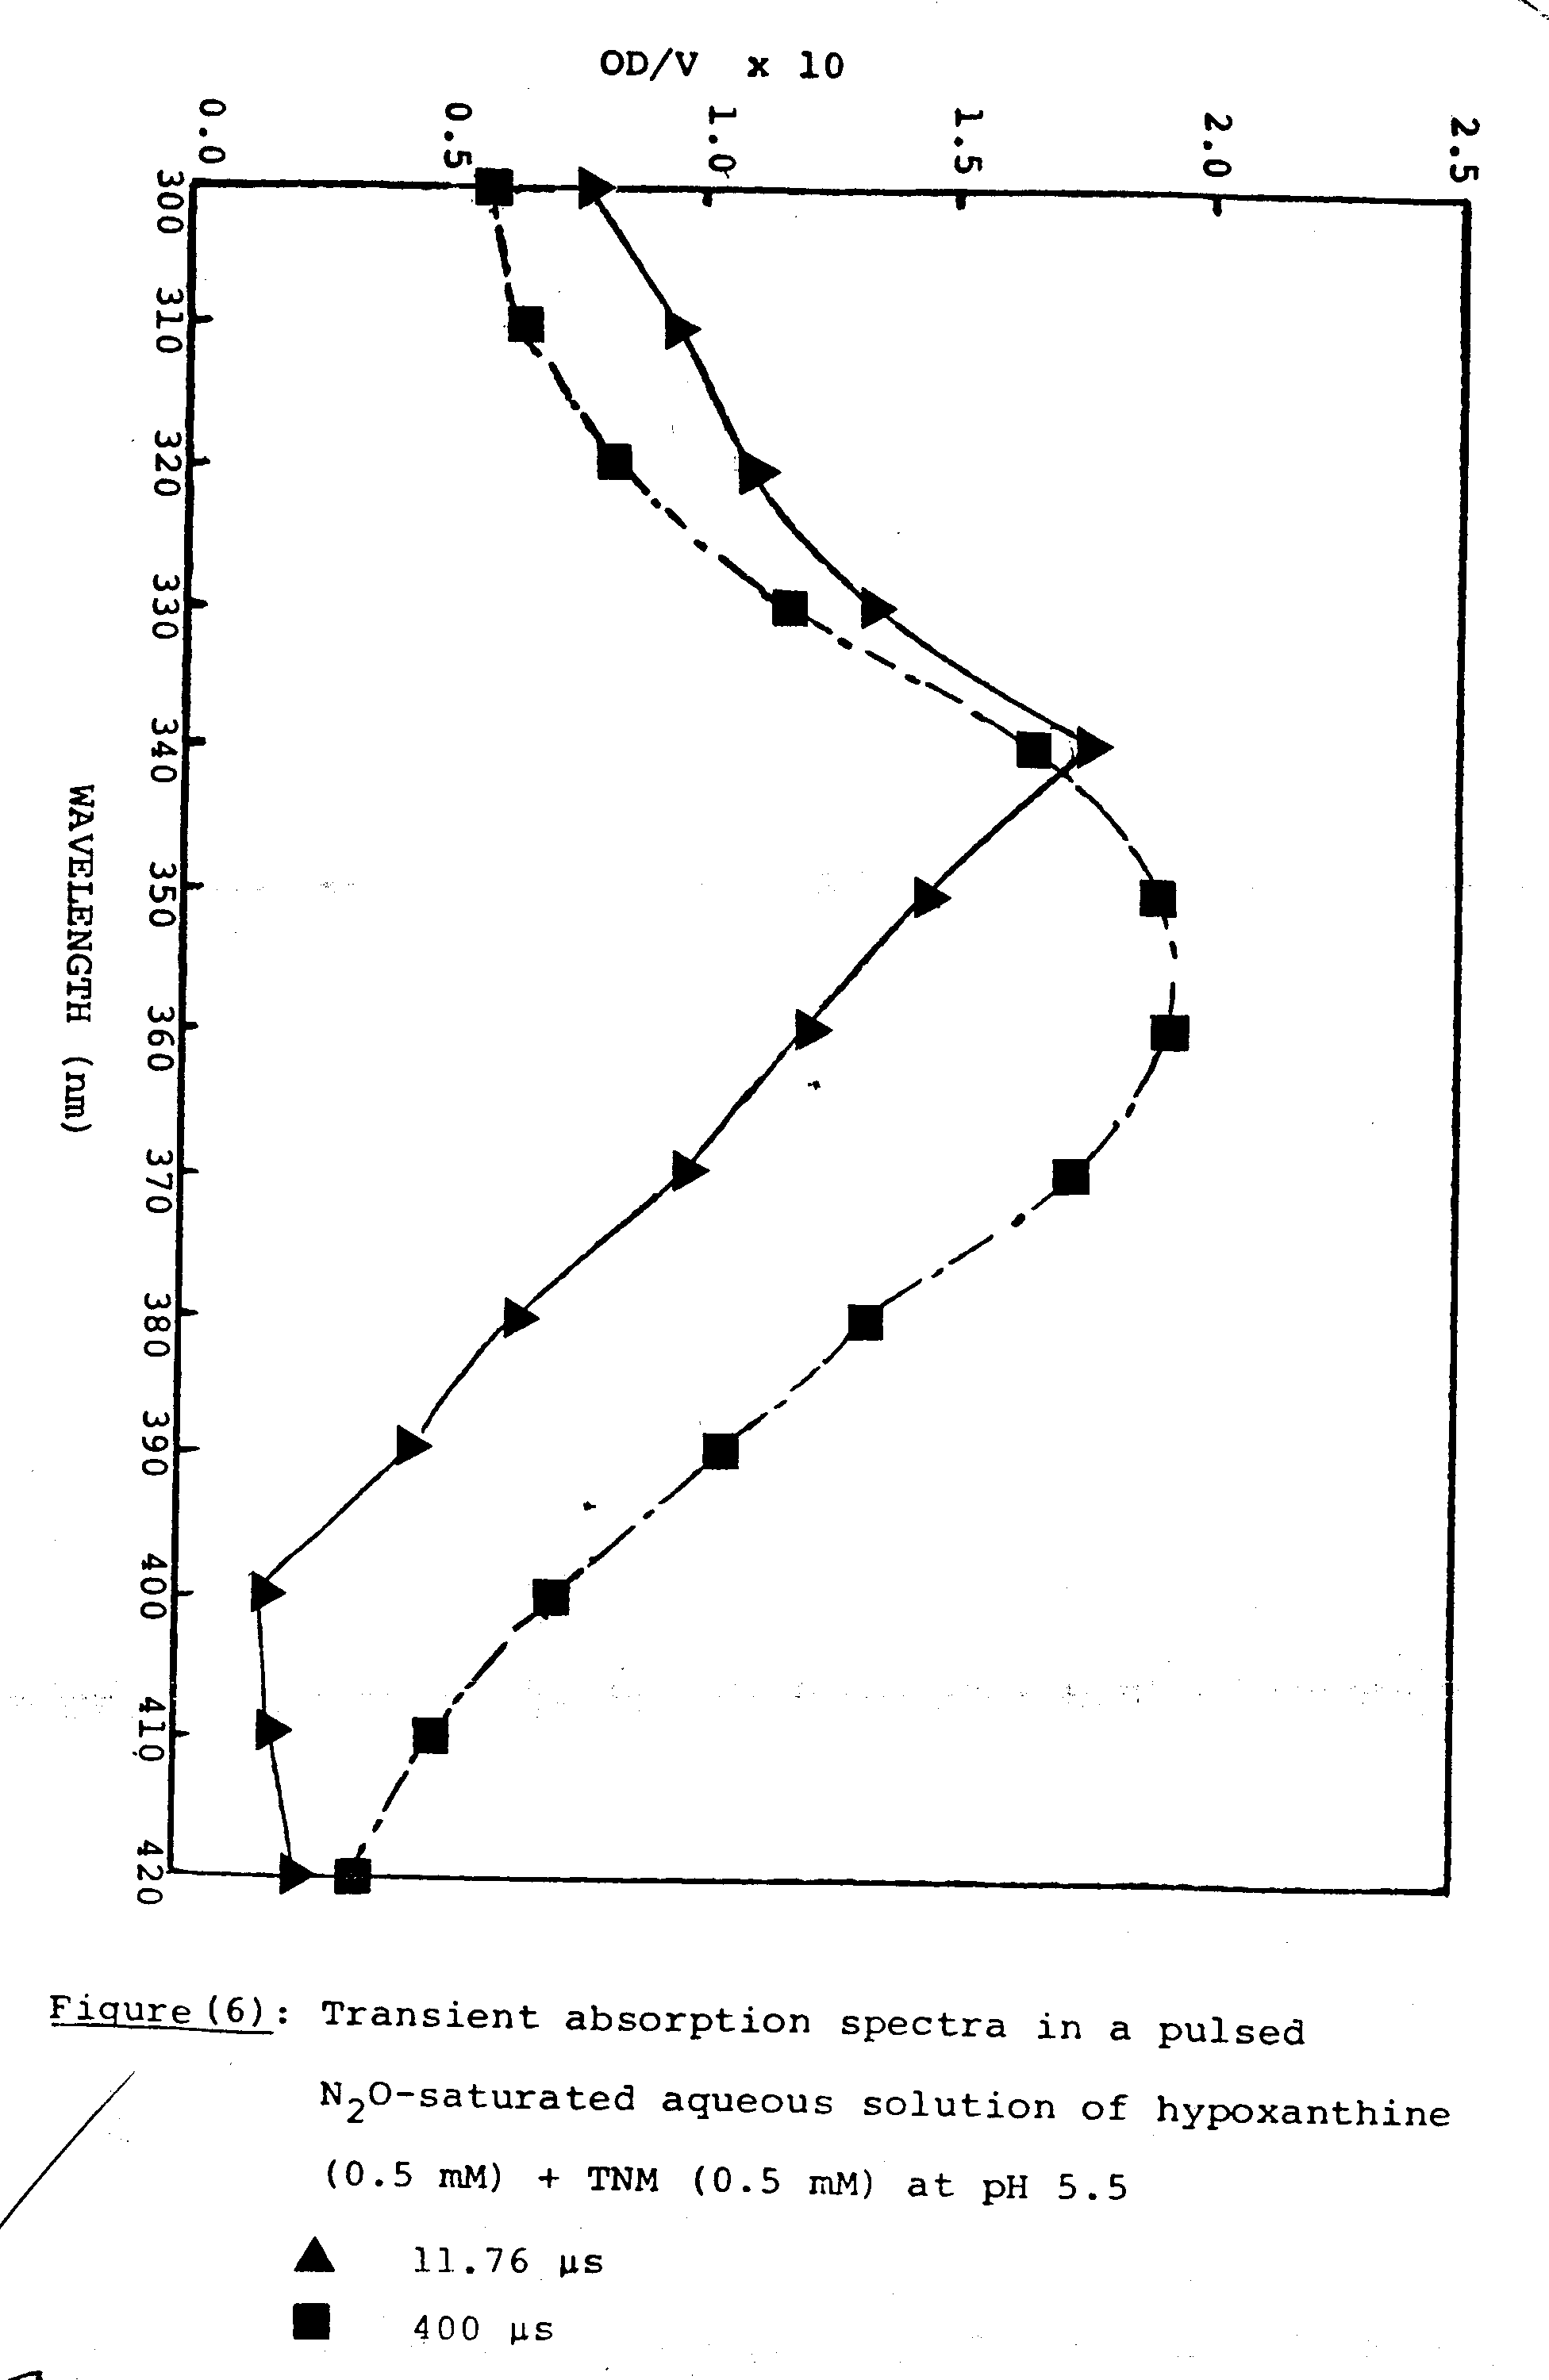 OD/V x 10
0.0
0.5
1.0
1.5
2.0
2.5
300
310
320
330
340
350
360
370
380
390
400
410
420
WAVELENGTH (nm)
Figure (6): Transient absorption spectra in a pulsed
N₂O-saturated aqueous solution of hypoxanthine
(0.5 mM) + TNM (0.5 mM) at pH 5.5
▲ 11.76 µs
■ 400 µs